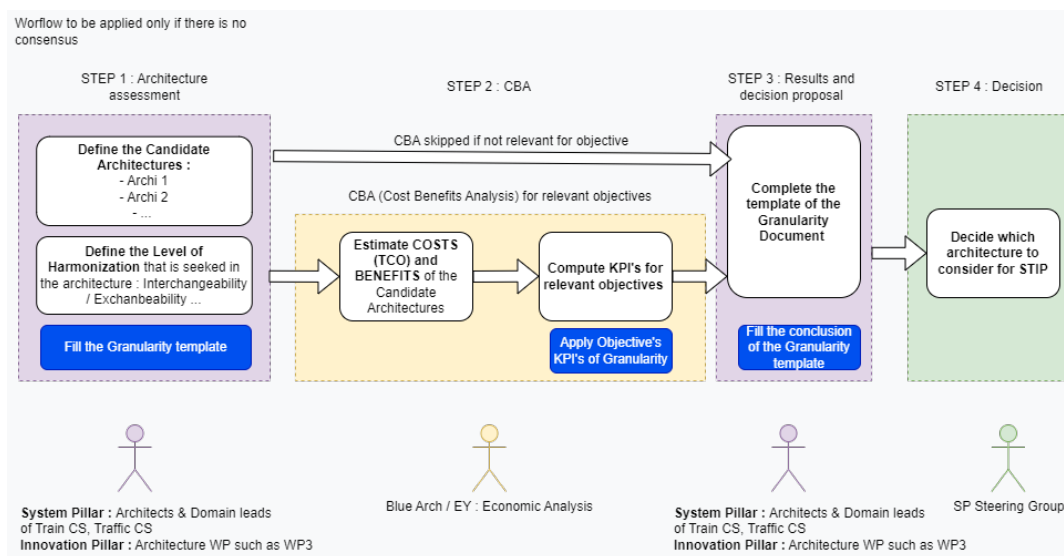 Worflow to be applied only if there is no
consensus
STEP 1 : Architecture
assessment
STEP 2 : CBA
STEP 3 : Results and
decision proposal
STEP 4 : Decision
Define the Candidate
Architectures :
- Archi 1
- Archi 2
- ...
Define the Level of
Harmonization that is seeked in
the architecture : Interchangeability
/ Exchanbeability ...
Fill the Granularity template
CBA skipped if not relevant for objective
CBA (Cost Benefits Analysis) for relevant objectives
Estimate COSTS
(TCO) and
BENEFITS of the
Candidate
Architectures
Compute KPI's for
relevant objectives
Apply Objective's
KPI's of Granularity
Complete the
template of the
Granularity
Document
Fill the conclusion
of the Granularity
template
Decide which
architecture to
consider for STIP
System Pillar : Architects & Domain leads
of Train CS, Traffic CS
Innovation Pillar : Architecture WP such as WP3
Blue Arch / EY : Economic Analysis
System Pillar : Architects & Domain leads
of Train CS, Traffic CS
Innovation Pillar : Architecture WP such as WP3
SP Steering Group